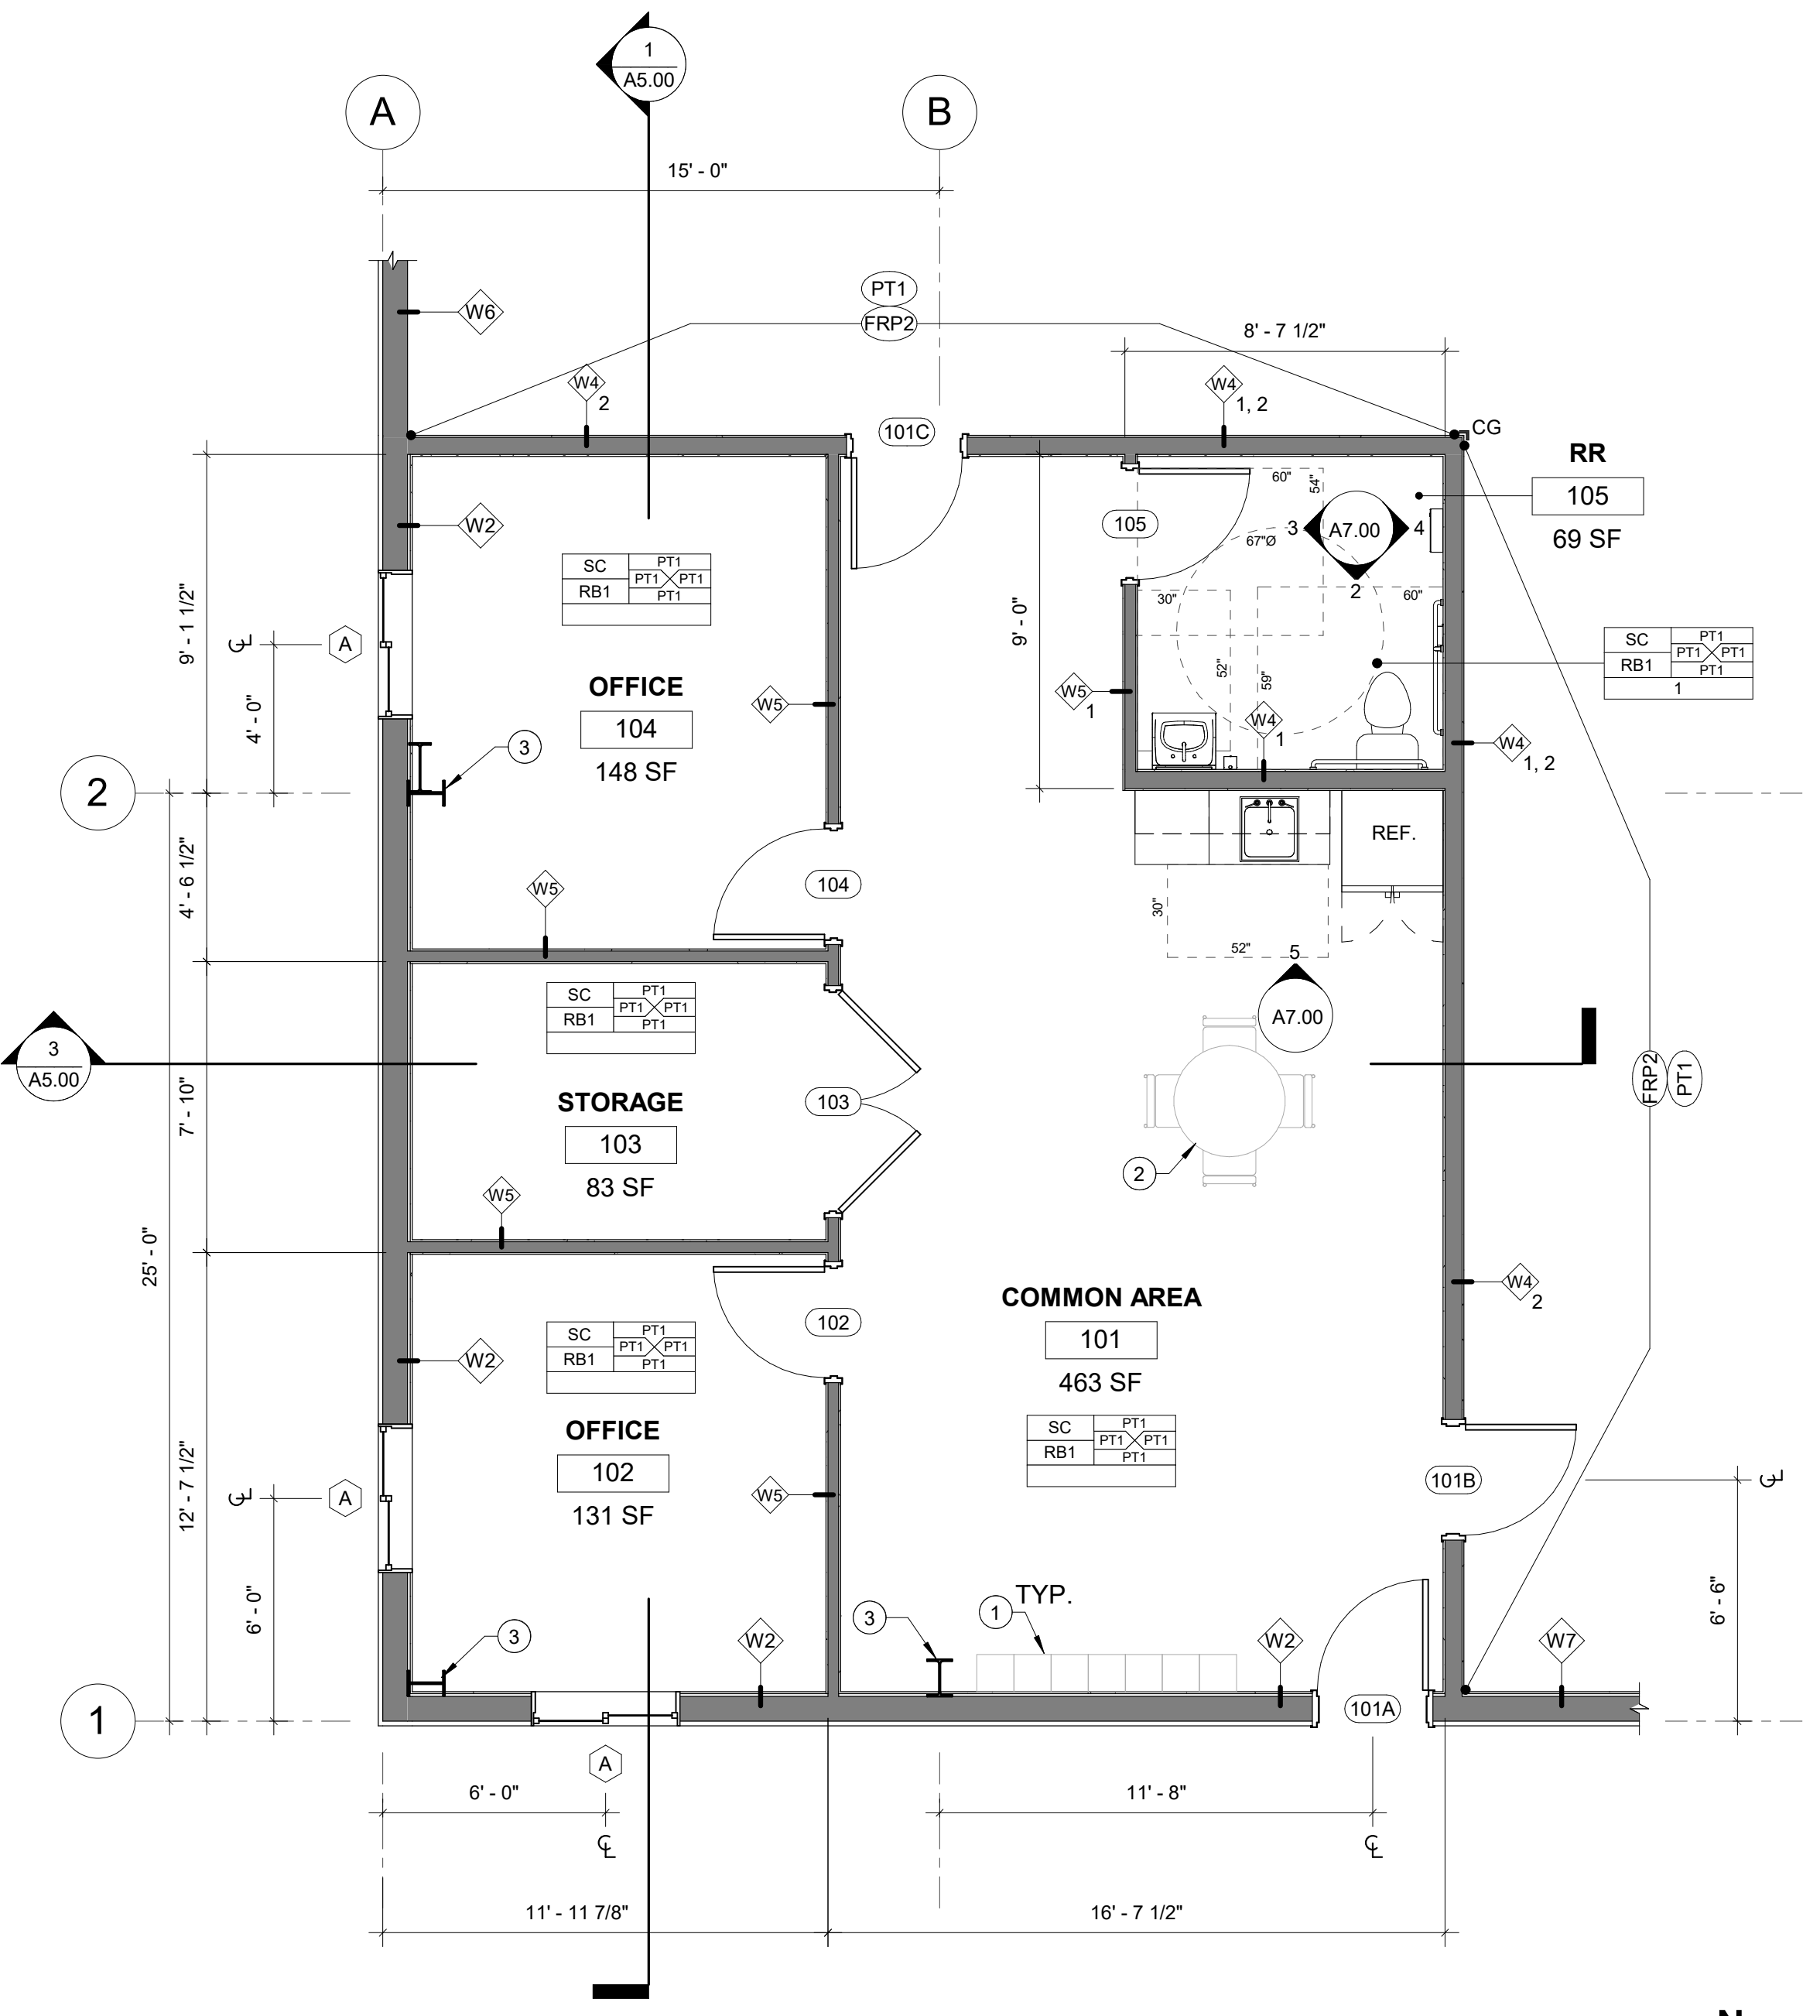 1
A5.00
A
B
15' - 0"
PT1
FRP2
W6
8' - 7 1/2"
W4
2
W4
1, 2
101C
CG
RR
105
69 SF
W2
60"
54"
105
3
A7.00
4
2
67"Ø
30"
60"
SC
RB1
PT1
PT1
PT1
PT1
9' - 1 1/2"
9' - 0"
A
4' - 0"
OFFICE
104
148 SF
W5
W5
1
52"
59"
W4
1
SC
RB1
PT1
PT1
PT1
PT1
1
3
W4
1, 2
2
REF.
4' - 6 1/2"
W5
104
30"
52"
5
A7.00
SC
RB1
PT1
PT1
PT1
PT1
3
A5.00
7' - 10"
STORAGE
103
83 SF
103
2
FRP2
PT1
W5
25' - 0"
W4
2
COMMON AREA
101
463 SF
102
SC
RB1
PT1
PT1
PT1
PT1
W2
OFFICE
102
131 SF
SC
RB1
PT1
PT1
PT1
PT1
12' - 7 1/2"
A
W5
101B
6' - 0"
6' - 6"
TYP.
1
3
3
W2
W2
W7
1
101A
A
6' - 0"
11' - 8"
11' - 11 7/8"
16' - 7 1/2"